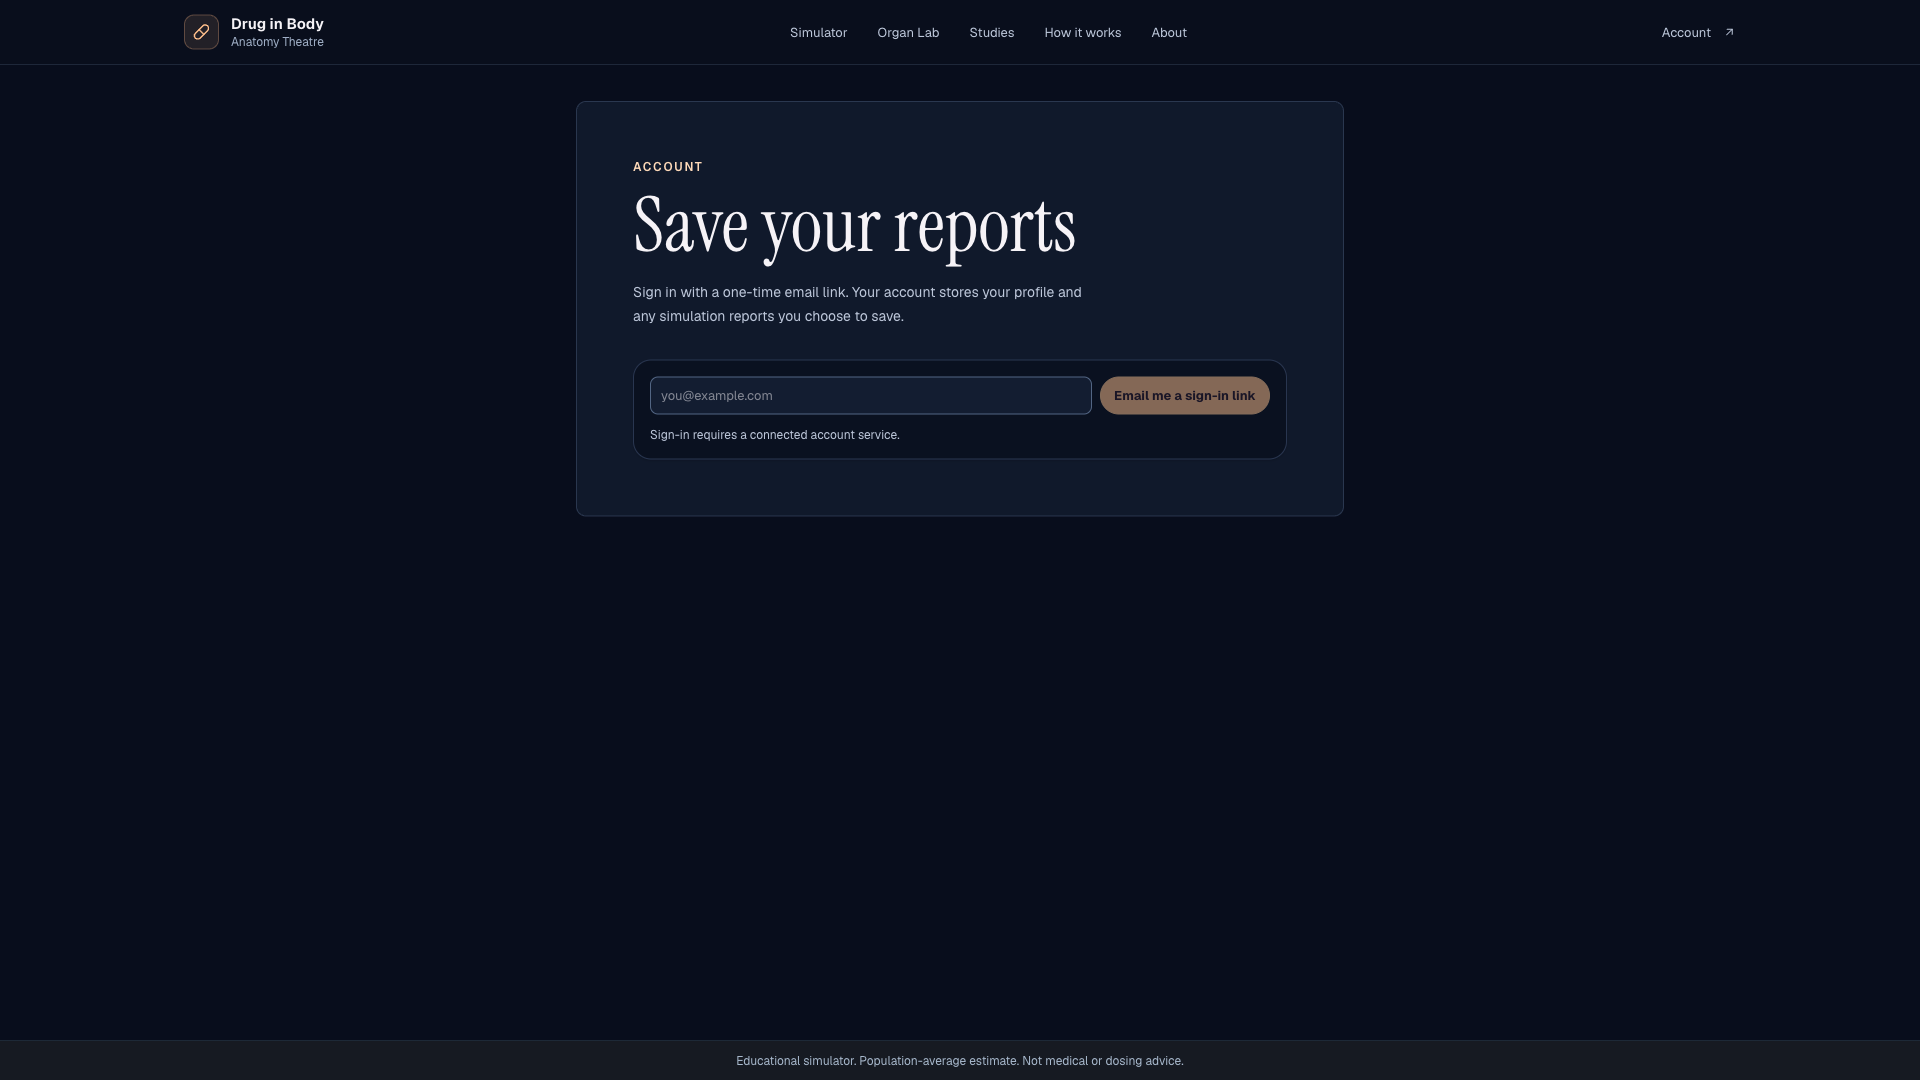 Drug in Body
Anatomy Theatre
Simulator
Organ Lab
Studies
How it works
About
Account
ACCOUNT
Save your reports
Sign in with a one-time email link. Your account stores your profile and
any simulation reports you choose to save.
you@example.com
Email me a sign-in link
Sign-in requires a connected account service.
Educational simulator. Population-average estimate. Not medical or dosing advice.